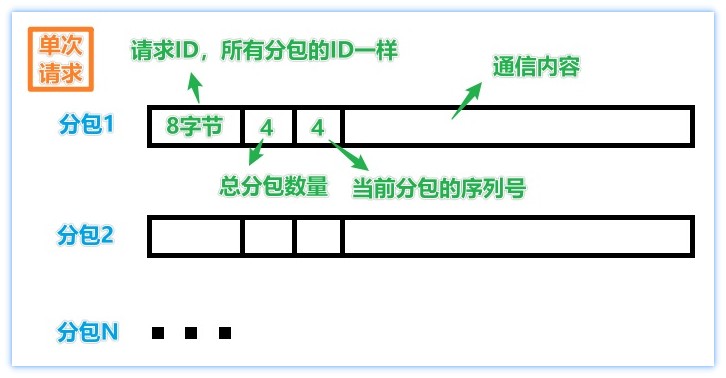 单次
请求
请求ID，所有分包的ID一样
通信内容
分包1
8字节
4
4
总分包数量
当前分包的序列号
分包2
分包N